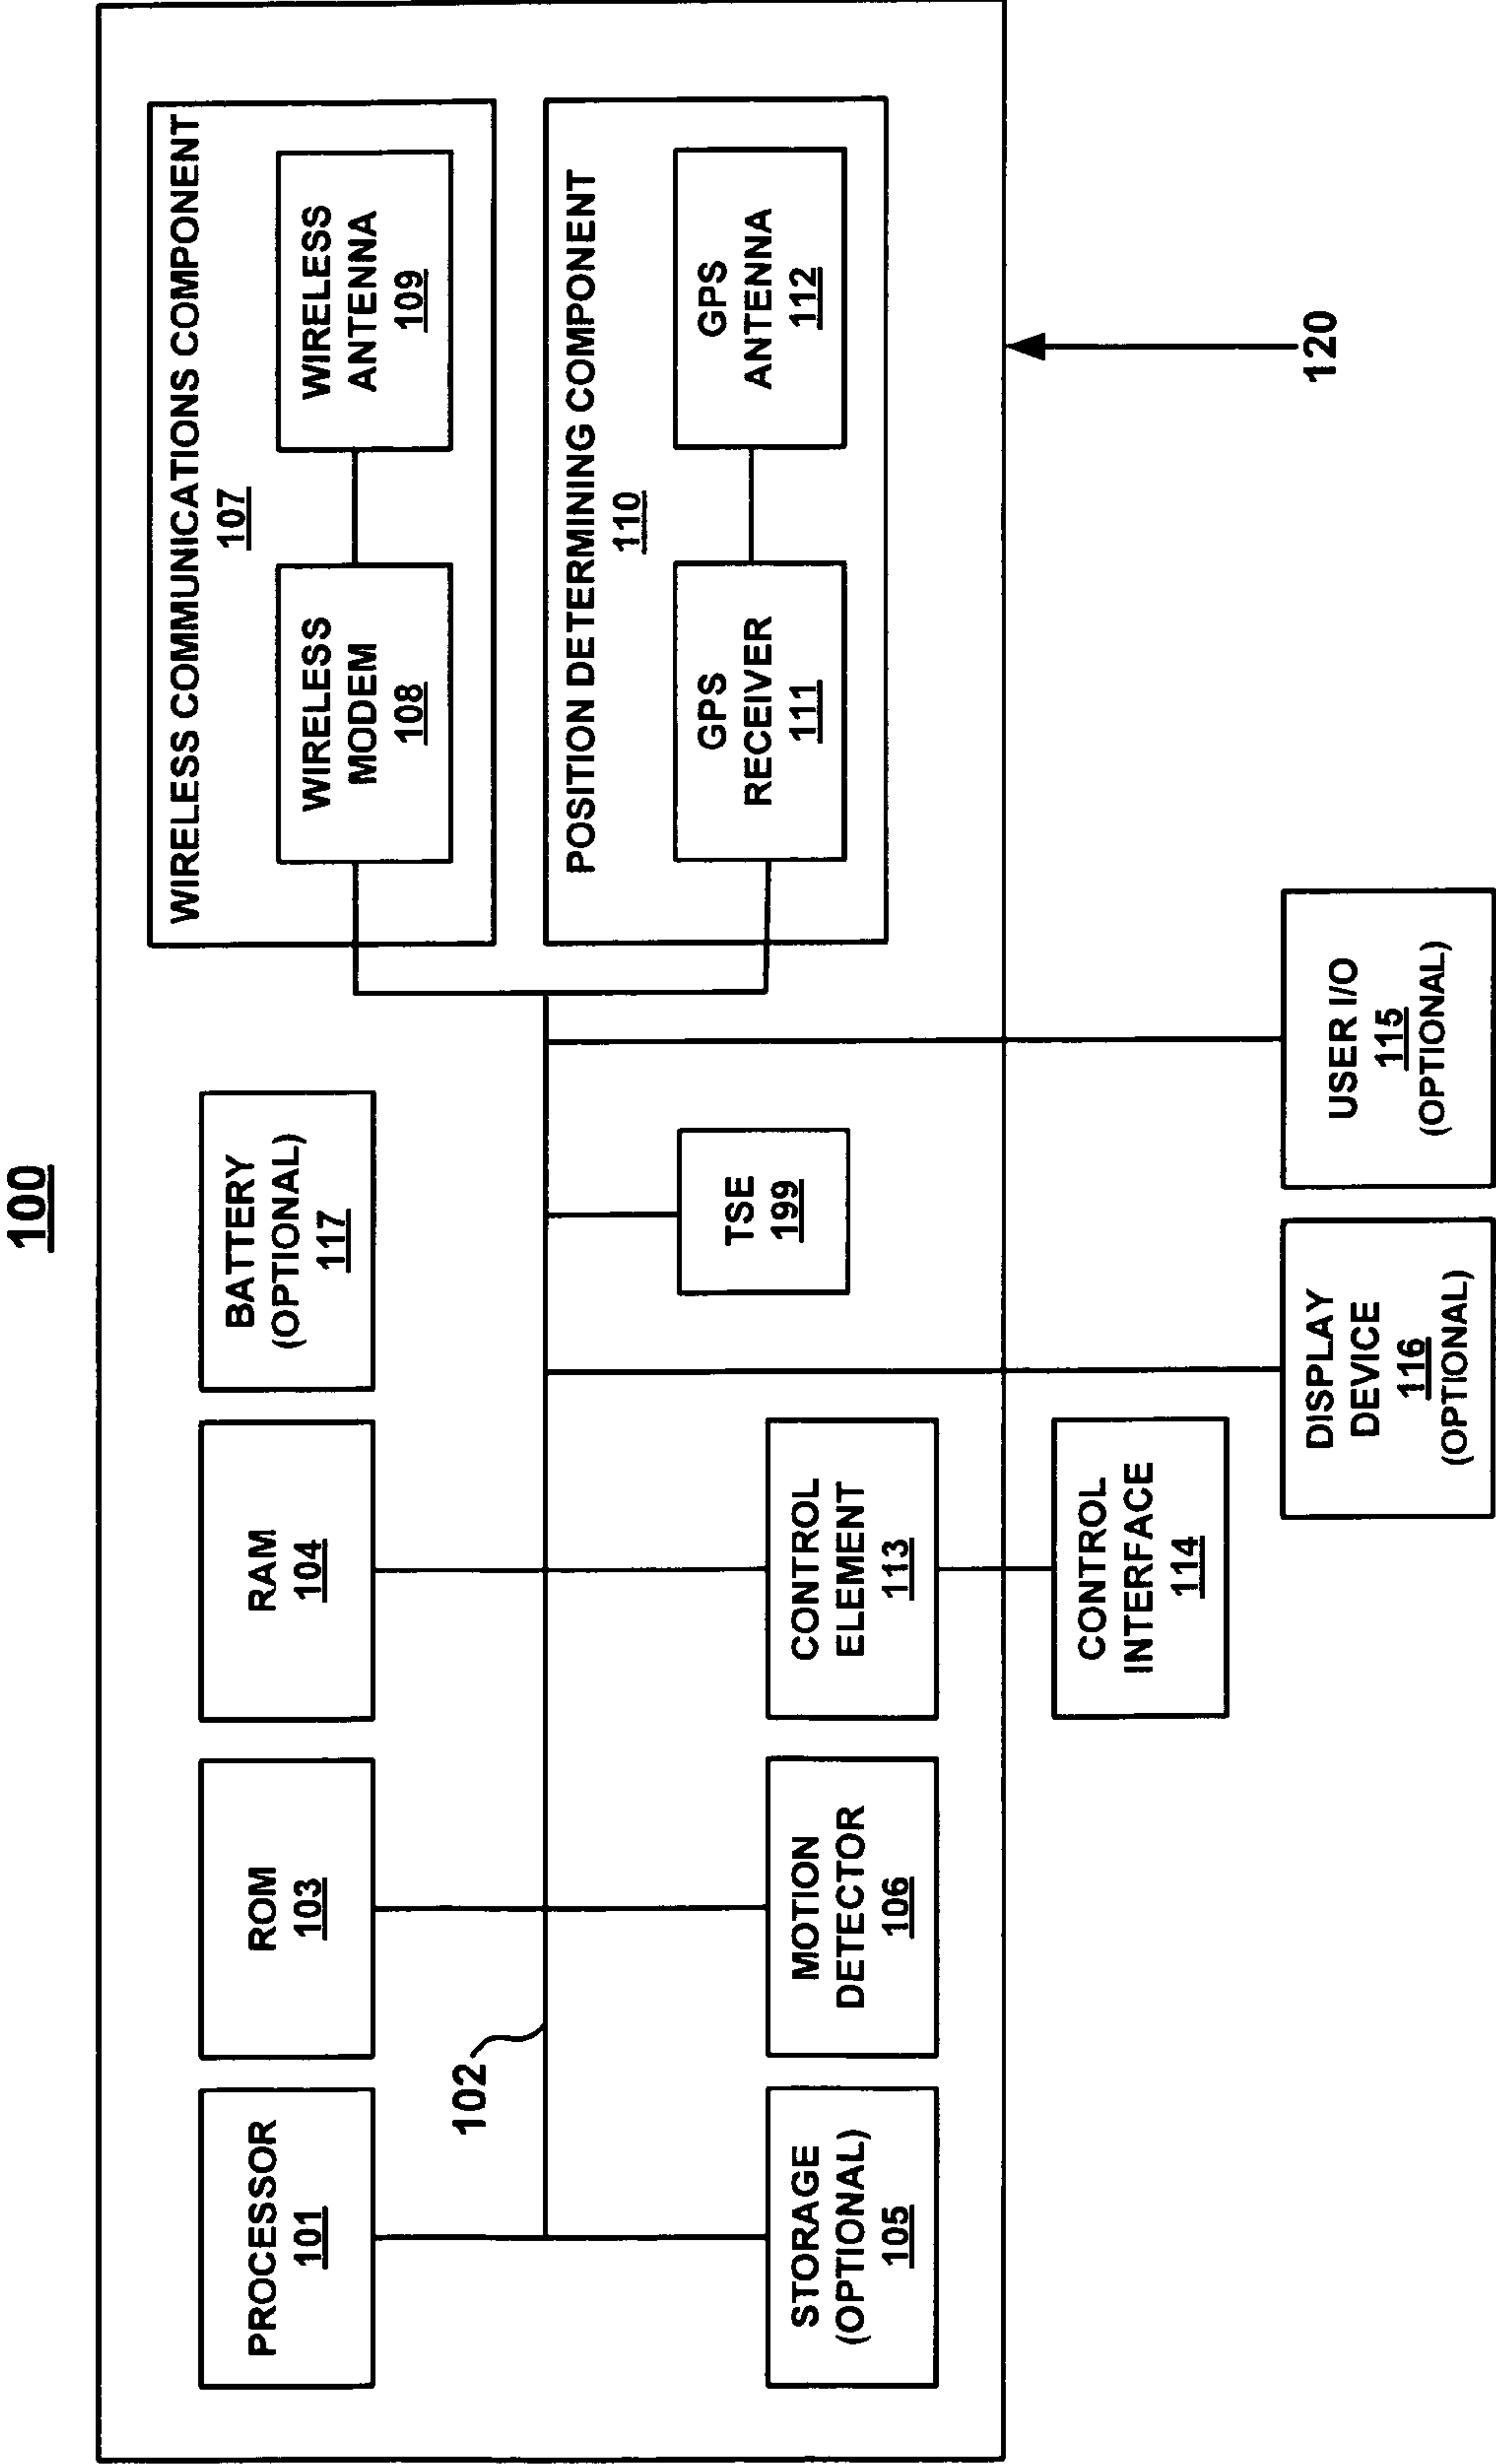 100
PROCESSOR
101
ROM
103
RAM
104
BATTERY
(OPTIONAL)
117
WIRELESS COMMUNICATIONS COMPONENT
107
WIRELESS
MODEM
108
WIRELESS
ANTENNA
109
102
STORAGE
(OPTIONAL)
105
MOTION
DETECTOR
106
CONTROL
ELEMENT
113
TSE
199
POSITION DETERMINING COMPONENT
110
GPS
RECEIVER
111
GPS
ANTENNA
112
CONTROL
INTERFACE
114
DISPLAY
DEVICE
116
(OPTIONAL)
USER I/O
115
(OPTIONAL)
120